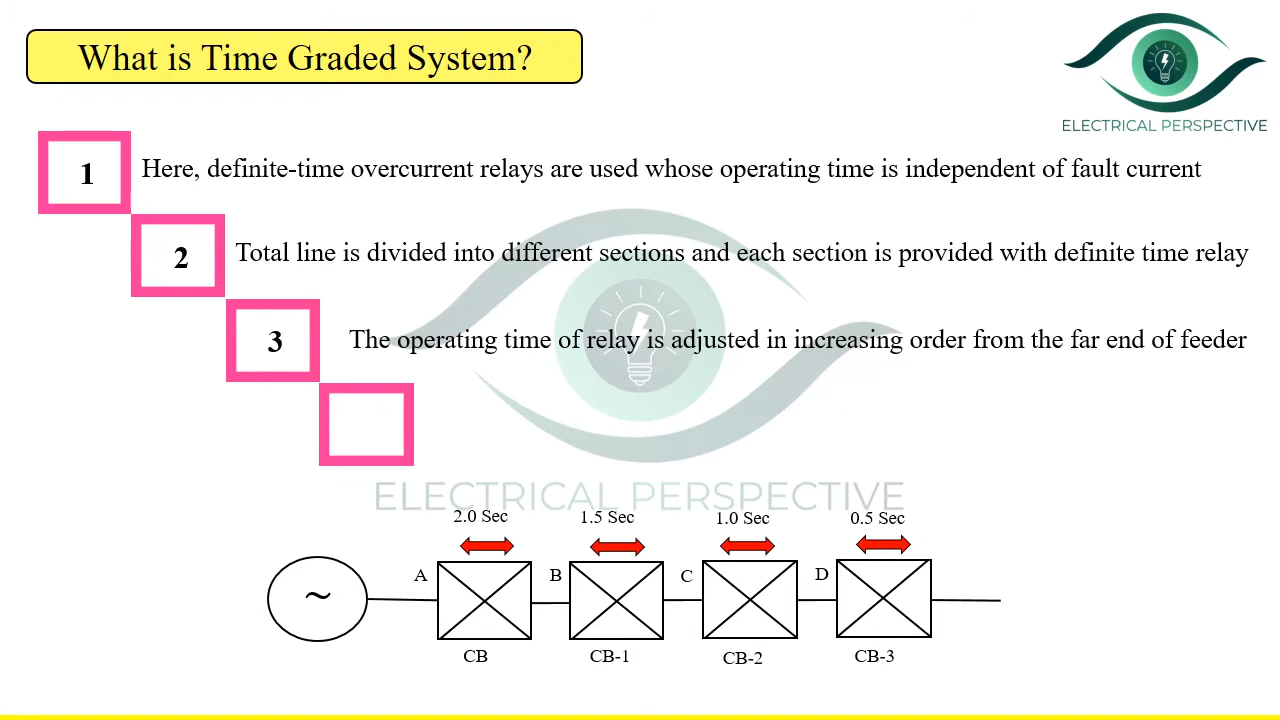 What is Time Graded System?
ELECTRICAL PERSPECTIVE
1
Here, definite-time overcurrent relays are used whose operating time is independent of fault current
2
Total line is divided into different sections and each section is provided with definite time relay
3
The operating time of relay is adjusted in increasing order from the far end of feeder
ELECTRICAL PERSPECTIVE
2.0 Sec
1.5 Sec
1.0 Sec
0.5 Sec
~
A
B
C
D
CB
CB-1
CB-2
CB-3